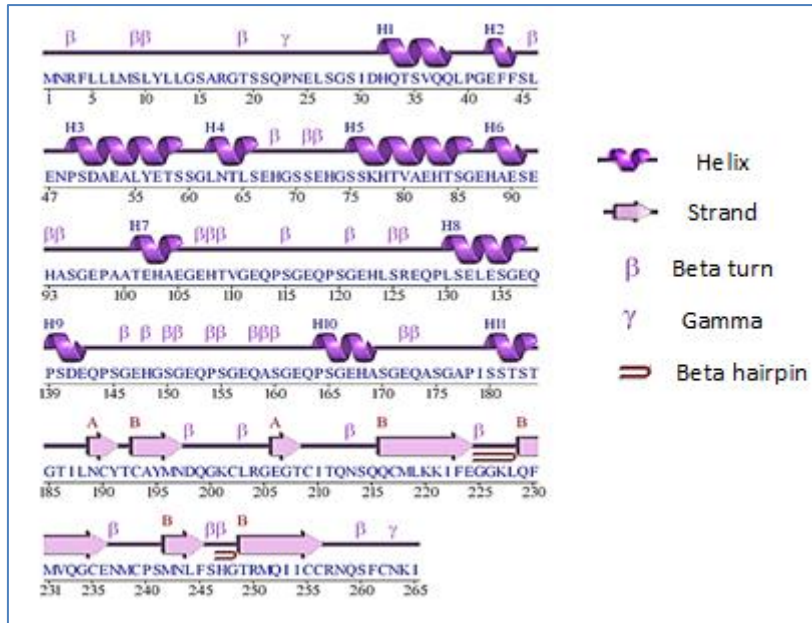 β ββ β γ H1 H2 β
MNRFLLLMSLYLLGSARGTSSQPNELSGSIDHQTSVQQLPGEFFSL
1 5 10 15 20 25 30 35 40 45
H3 H4 β ββ H5 H6
ENPSDAEALYETSSGLNTLSEHGSSEHGSSKHTVAEHTSGEHAESE
47 55 60 65 70 75 80 85 90
ββ H7 βββ β β ββ H8
HASGEPAATEHAEGEHTVGEQPSGEQPSGEHLSREQPLSELESGEQ
93 100 105 110 115 120 125 130 135
H9 β β ββ ββ βββ H10 ββ H11
PSDEQPSGEHGSGEQPSGEQASGEQPSGEHASGEQASGAPISSTST
139 145 150 155 160 165 170 175 180
A B β β A β B β B
GTILNCYTCAYMNDQGKCLRGEGTCITQNSQQCMLKKIFEGGKLQF
185 190 195 200 205 210 215 220 225 230
β B ββ B β γ
MVQGCENMCPSMNLFSHGTRMQIICCRNQSFCNKI
231 235 240 245 250 255 260 265
Helix
Strand
β Beta turn
γ Gamma
Beta hairpin